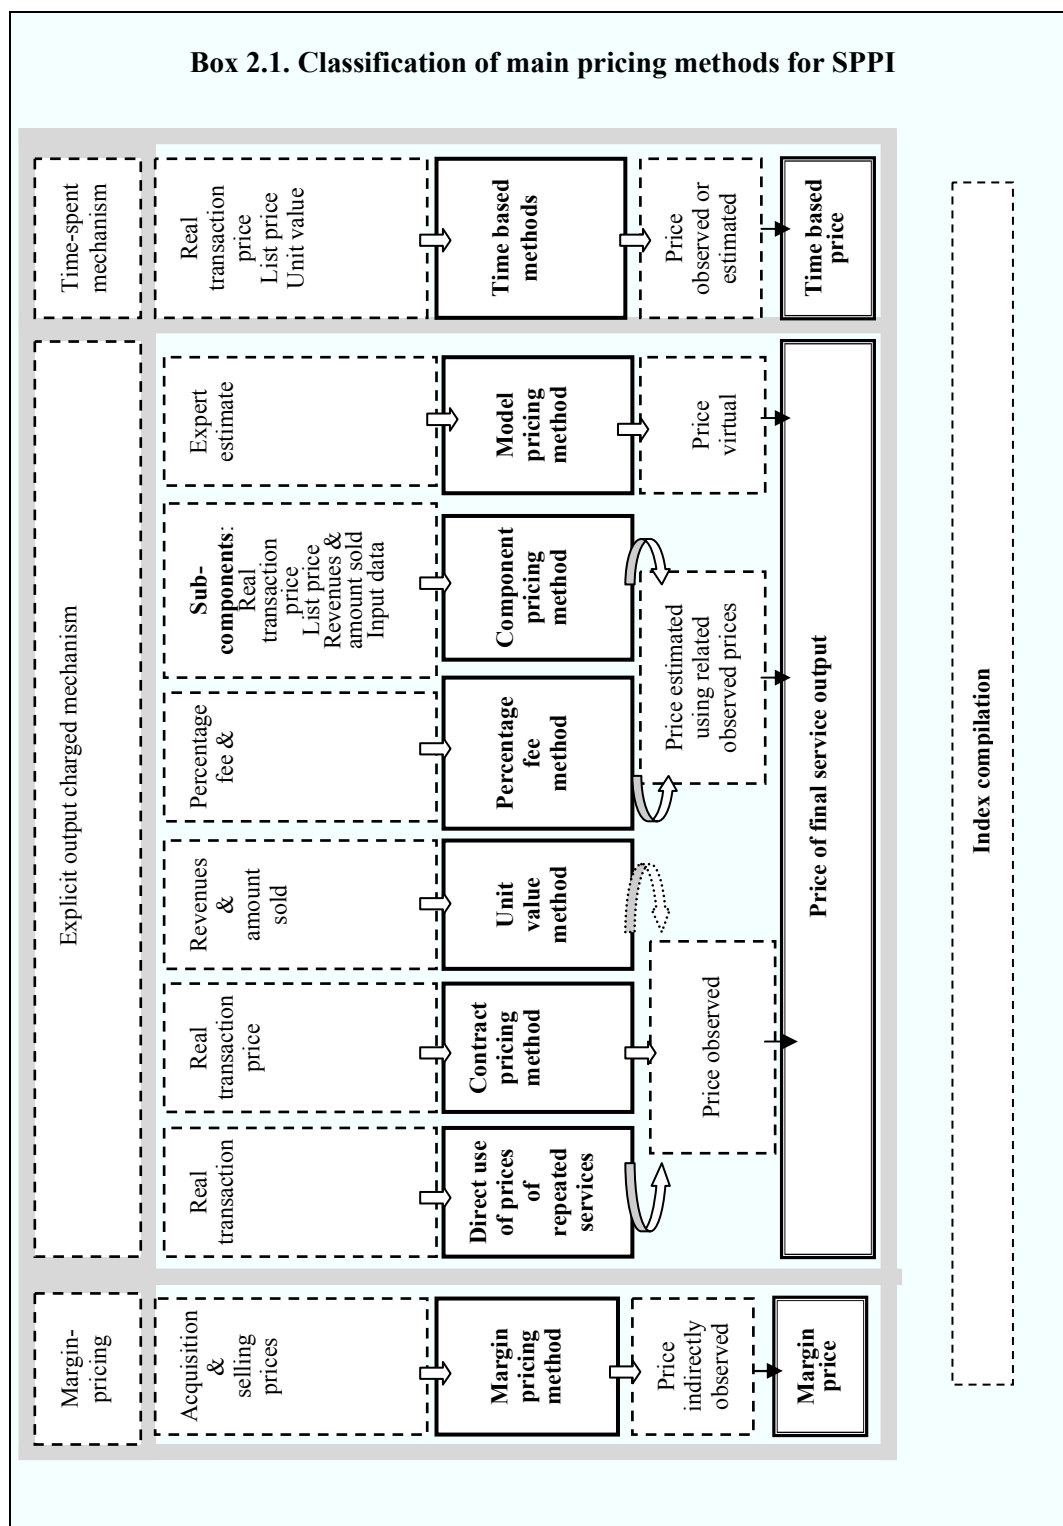 Box 2.1. Classification of main pricing methods for SPPI
Margin-
pricing
Explicit output charged mechanism
Time-spent
mechanism
Acquisition
&
selling
prices
Real
transaction
Real
transaction
price
Revenues
&
amount
sold
Percentage
fee &
Sub-
components:
Real
transaction
price
List price
Revenues &
amount sold
Input data
Expert
estimate
Real
transaction
price
List price
Unit value
Margin
pricing
method
Direct use
of prices
of
repeated
services
Contract
pricing
method
Unit
value
method
Percentage
fee
method
Component
pricing
method
Model
pricing
method
Time based
methods
Price
indirectly
observed
Price observed
Price estimated
using related
observed prices
Price
virtual
Price
observed or
estimated
Margin
price
Price of final service output
Time based
price
Index compilation